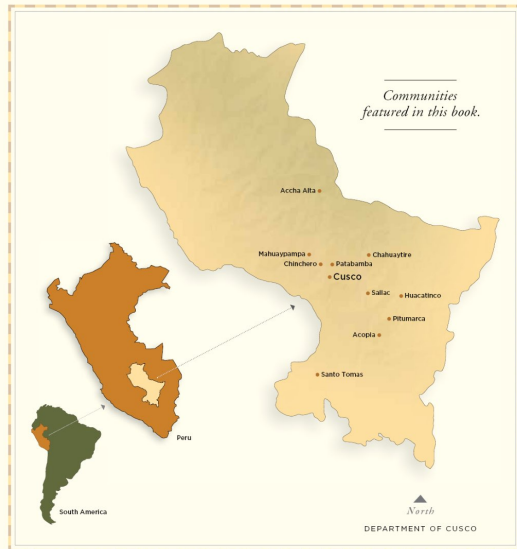 Communities
featured in this book.
Accha Alta
Mahuaypampa
Chahuaytire
Chinchero
Patabamba
Cusco
Sallac
Huacatinco
Pitumarca
Acopia
Santo Tomas
Peru
South America
North
DEPARTMENT OF CUSCO